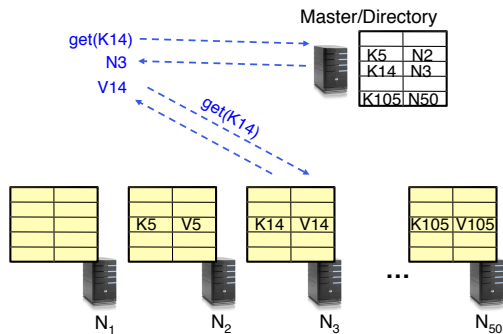 Master/Directory
get(K14)
N3
V14
K5 N2
K14 N3
K105 N50
get(K14)
K5 V5
K14 V14
K105 V105
...
N1
N2
N3
N50